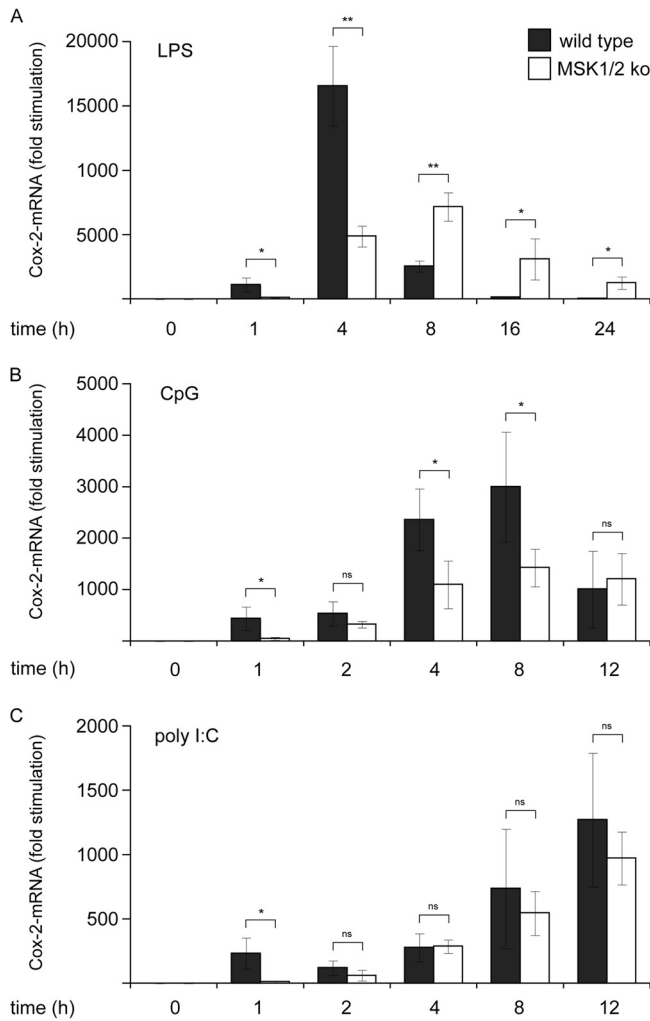 A
LPS
wild type
MSK1/2 ko
Cox-2-mRNA (fold stimulation)
20000
15000
1000
5000
**
*
**
*
*
time (h) 0 1 4 8 16 24
B
CpG
Cox-2-mRNA (fold stimulation)
5000
4000
3000
2000
1000
*
ns
*
*
ns
time (h) 0 1 2 4 8 12
C
poly I:C
Cox-2-mRNA (fold stimulation)
2000
1500
1000
500
*
ns
ns
ns
ns
time (h) 0 1 2 4 8 12